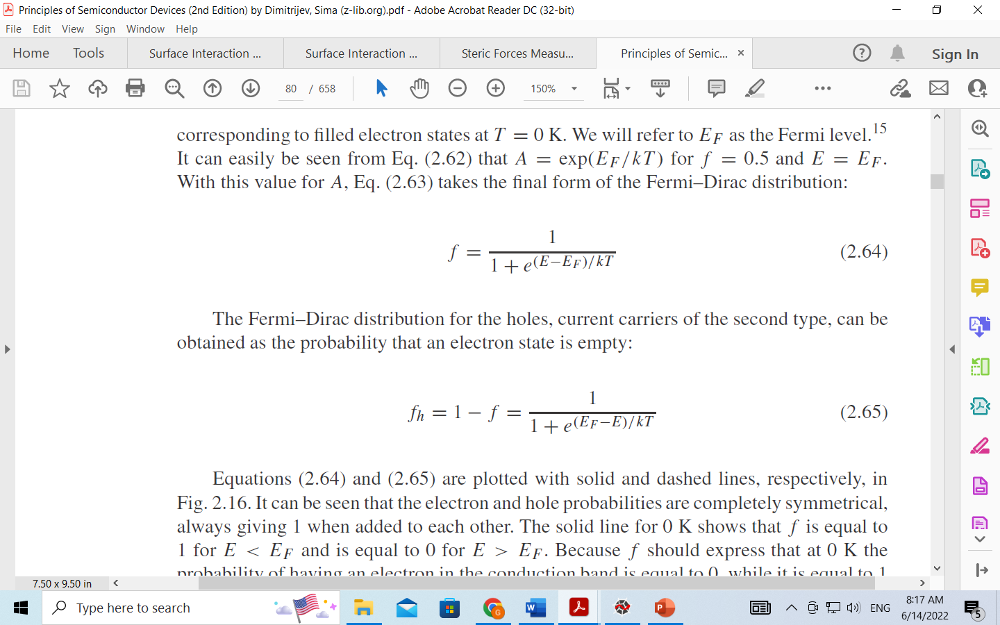 Principles of Semiconductor Devices (2nd Edition) by Dimitrijev, Sima (z-lib.org).pdf - Adobe Acrobat Reader DC (32-bit)
File Edit View Sign Window Help
Home Tools Surface Interaction ... Surface Interaction ... Steric Forces Measu... Principles of Semic... × Sign In
80 / 658 150%
corresponding to filled electron states at T = 0 K. We will refer to E_F as the Fermi level.¹⁵
It can easily be seen from Eq. (2.62) that A = exp(E_F/kT) for f = 0.5 and E = E_F.
With this value for A, Eq. (2.63) takes the final form of the Fermi–Dirac distribution:
f = 1 / (1 + e^{(E−E_F)/kT}) (2.64)
The Fermi–Dirac distribution for the holes, current carriers of the second type, can be
obtained as the probability that an electron state is empty:
f_h = 1 − f = 1 / (1 + e^{(E_F−E)/kT}) (2.65)
Equations (2.64) and (2.65) are plotted with solid and dashed lines, respectively, in
Fig. 2.16. It can be seen that the electron and hole probabilities are completely symmetrical,
always giving 1 when added to each other. The solid line for 0 K shows that f is equal to
1 for E < E_F and is equal to 0 for E > E_F. Because f should express that at 0 K the
probability of having an electron in the conduction band is equal to 0, while it is equal to 1
7.50 x 9.50 in
Type here to search
ENG
8:17 AM
6/14/2022
5